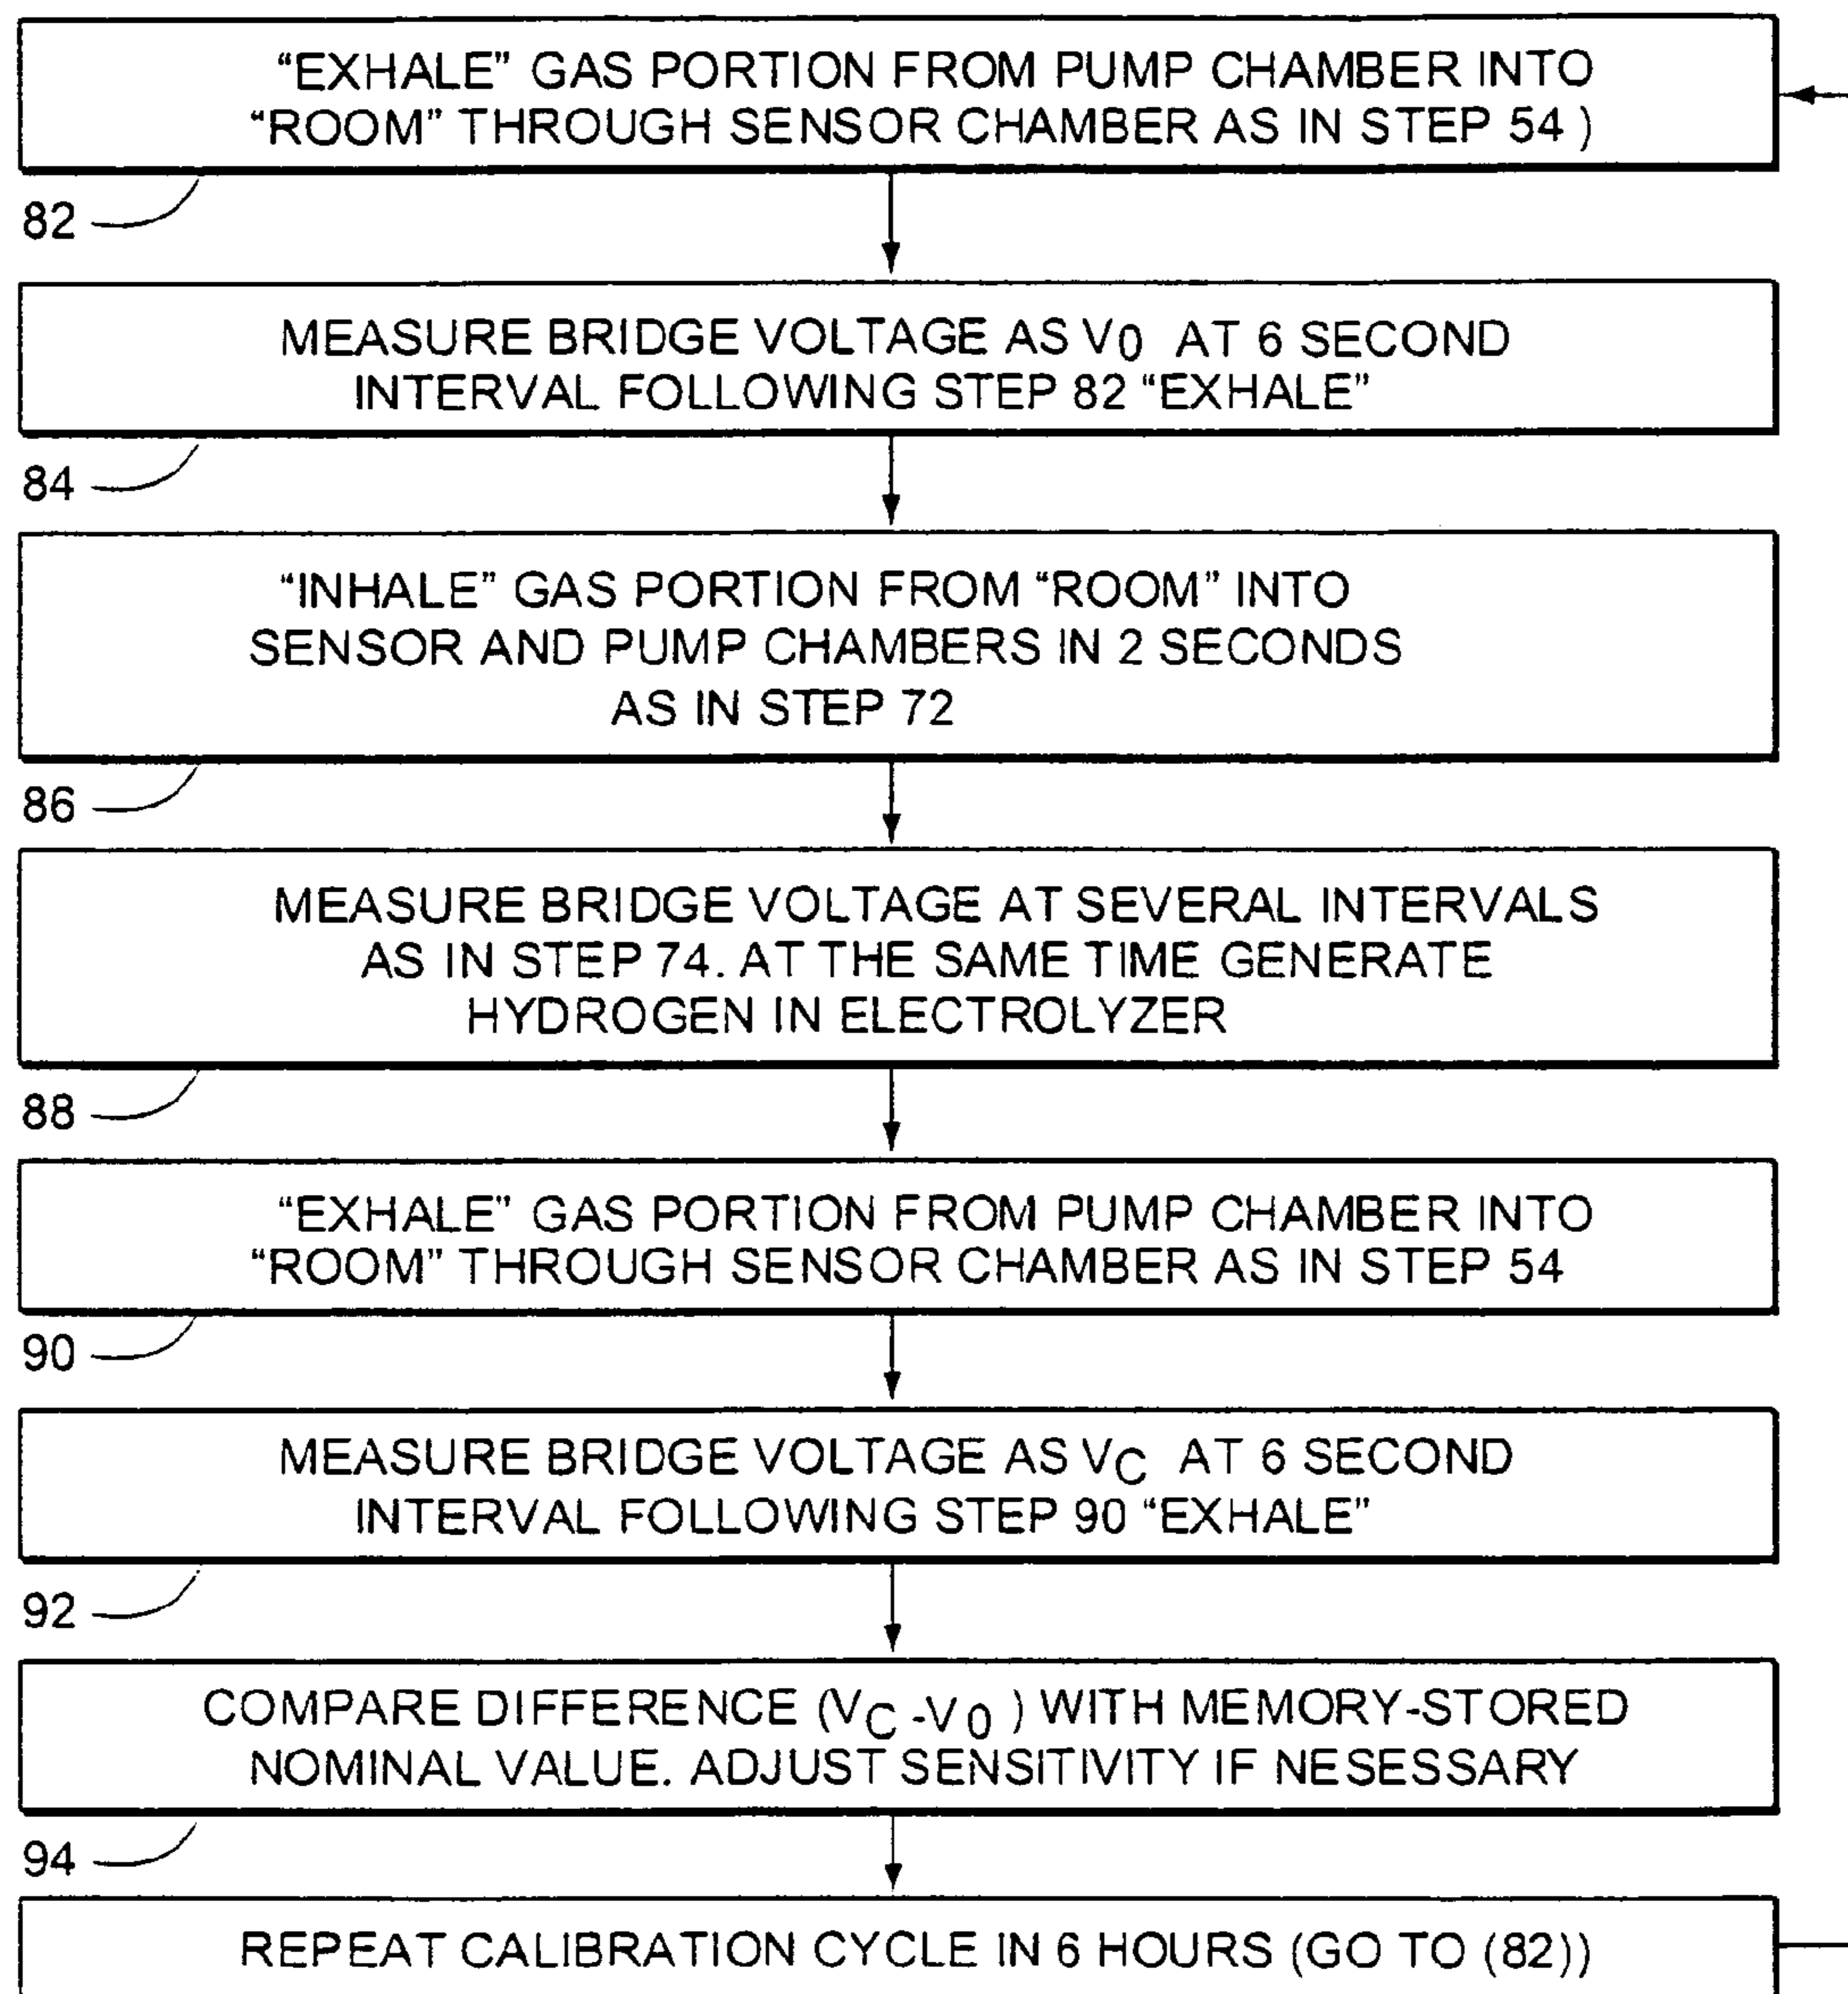 “EXHALE” GAS PORTION FROM PUMP CHAMBER INTO
“ROOM” THROUGH SENSOR CHAMBER AS IN STEP 54 )
82
MEASURE BRIDGE VOLTAGE AS V0 AT 6 SECOND
INTERVAL FOLLOWING STEP 82 “EXHALE”
84
“INHALE” GAS PORTION FROM “ROOM” INTO
SENSOR AND PUMP CHAMBERS IN 2 SECONDS
AS IN STEP 72
86
MEASURE BRIDGE VOLTAGE AT SEVERAL INTERVALS
AS IN STEP 74. AT THE SAME TIME GENERATE
HYDROGEN IN ELECTROLYZER
88
“EXHALE” GAS PORTION FROM PUMP CHAMBER INTO
“ROOM” THROUGH SENSOR CHAMBER AS IN STEP 54
90
MEASURE BRIDGE VOLTAGE AS VC AT 6 SECOND
INTERVAL FOLLOWING STEP 90 “EXHALE”
92
COMPARE DIFFERENCE (VC -V0 ) WITH MEMORY-STORED
NOMINAL VALUE. ADJUST SENSITIVITY IF NESESSARY
94
REPEAT CALIBRATION CYCLE IN 6 HOURS (GO TO (82))